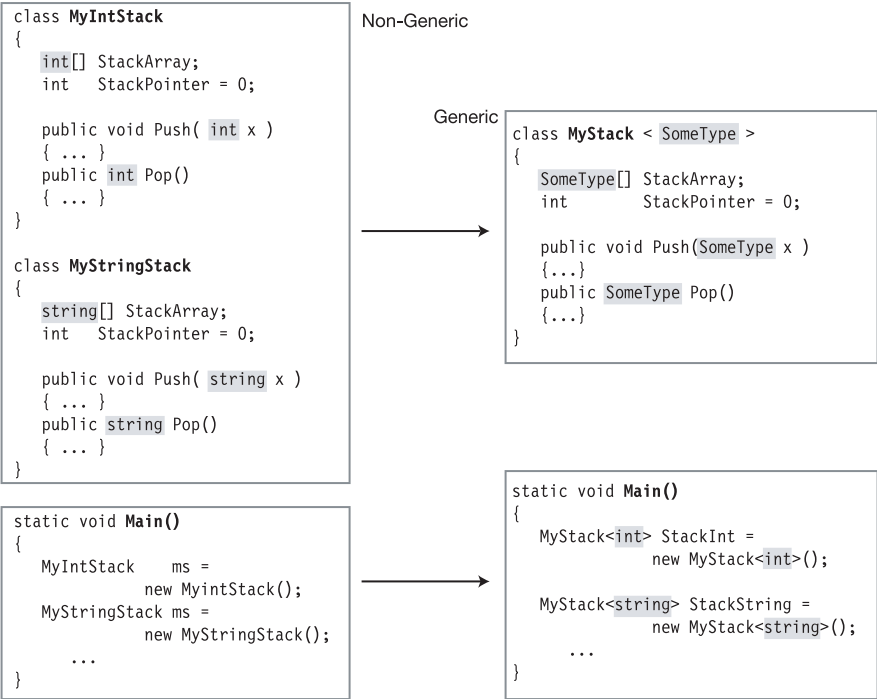 class MyIntStack
{
int[] StackArray;
int StackPointer = 0;
public void Push( int x )
{ ... }
public int Pop()
{ ... }
}
class MyStringStack
{
string[] StackArray;
int StackPointer = 0;
public void Push( string x )
{ ... }
public string Pop()
{ ... }
}
Non-Generic
Generic
class MyStack < SomeType >
{
SomeType[] StackArray;
int StackPointer = 0;
public void Push(SomeType x )
{...}
public SomeType Pop()
{...}
}
static void Main()
{
MyIntStack ms =
new MyintStack();
MyStringStack ms =
new MyStringStack();
...
}
static void Main()
{
MyStack<int> StackInt =
new MyStack<int>();
MyStack<string> StackString =
new MyStack<string>();
...
}